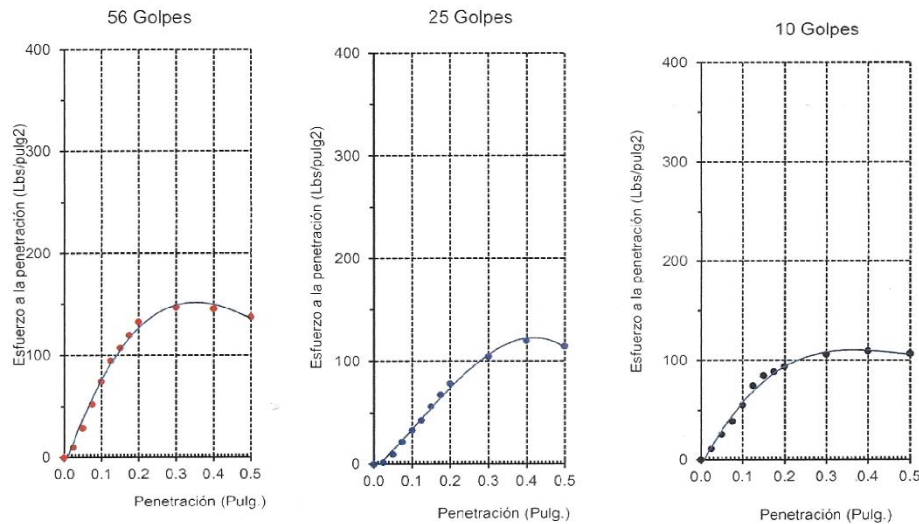 56 Golpes
400
300
200
100
0
Esfuerzo a la penetración (Lbs/pulg2)
0.0 0.1 0.2 0.3 0.4 0.5
Penetración (Pulg.)
25 Golpes
400
300
200
100
0
Esfuerzo a la penetración (Lbs/pulg2)
0.0 0.1 0.2 0.3 0.4 0.5
Penetración (Pulg.)
10 Golpes
400
300
200
100
0
Esfuerzo a la penetración (Lbs/pulg2)
0.0 0.1 0.2 0.3 0.4 0.5
Penetración (Pulg.)